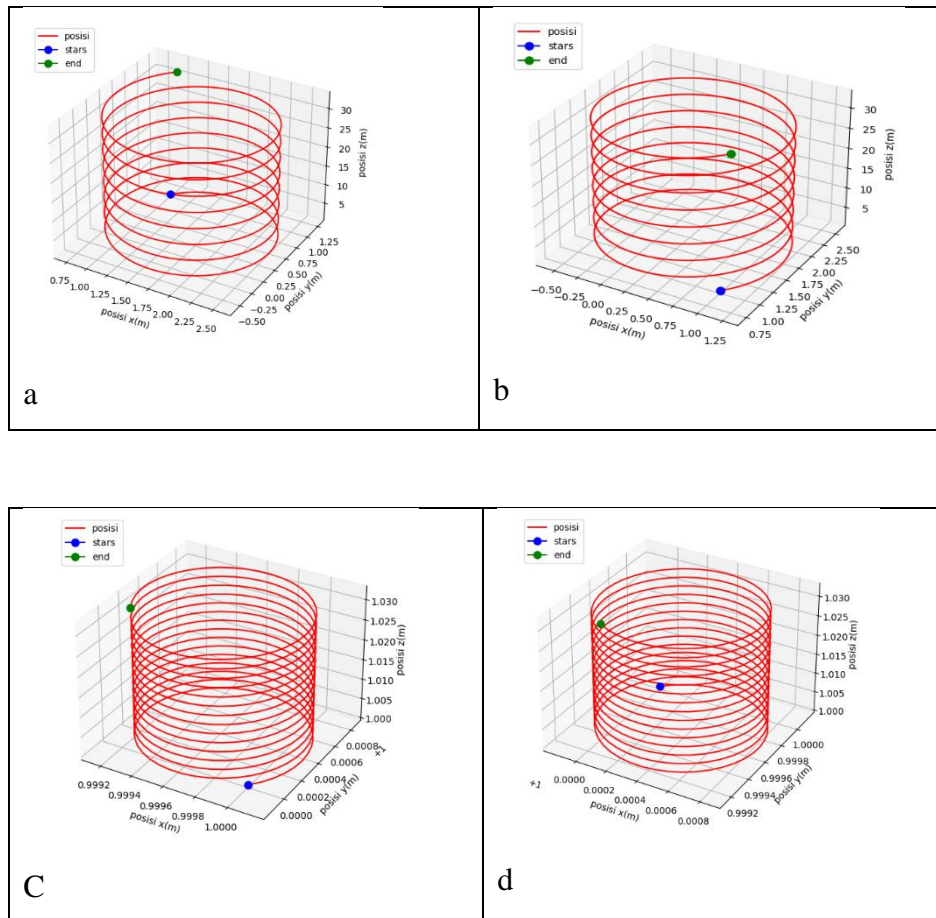 posisi
stars
end
30
25
20
15
10
5
posisi z(m)
1.25
1.00
0.75
0.50
0.25
0.00
−0.25
−0.50
posisi y(m)
0.75
1.00
1.25
1.50
1.75
2.00
2.25
2.50
posisi x(m)
a
posisi
stars
end
30
25
20
15
10
5
posisi z(m)
2.50
2.25
2.00
1.75
1.50
1.25
1.00
0.75
posisi y(m)
−0.50
−0.25
0.00
0.25
0.50
0.75
1.00
1.25
posisi x(m)
b
posisi
stars
end
1.030
1.025
1.020
1.015
1.010
1.005
1.000
posisi z(m)
+1
0.0008
0.0006
0.0004
0.0002
0.0000
posisi y(m)
0.9992
0.9994
0.9996
0.9998
1.0000
posisi x(m)
C
posisi
stars
end
1.030
1.025
1.020
1.015
1.010
1.005
1.000
posisi z(m)
1.0000
0.9998
0.9996
0.9994
0.9992
posisi y(m)
+1
0.0000
0.0002
0.0004
0.0006
0.0008
posisi x(m)
d